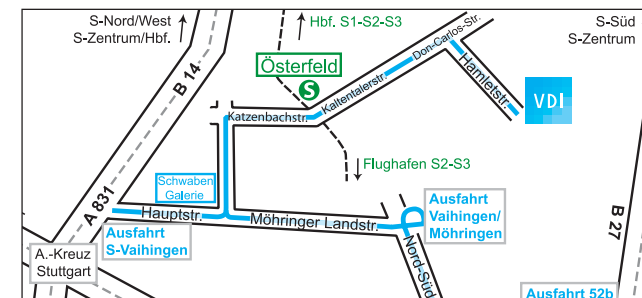 S-Nord/West
S-Zentrum/Hbf.
Hbf. S1-S2-S3
S-Süd
S-Zentrum
B 14
Österfeld
S
Don-Carlos-Str.
Hamletstr.
VDI
Kaltentalerstr.
Katzenbachstr.
Flughafen S2-S3
Schwaben
Galerie
A 831
Hauptstr.
Möhringer Landstr.
Ausfahrt
Vaihingen/
Möhringen
B 27
Ausfahrt
S-Vaihingen
Nord-Süd
A.-Kreuz
Stuttgart
Ausfahrt 52b